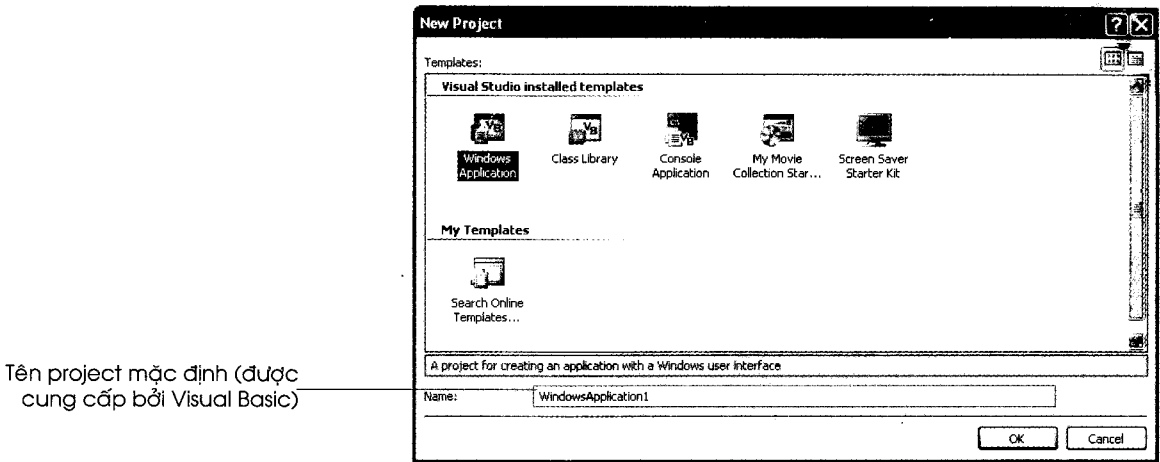 New Project
Templates:
Visual Studio installed templates
Windows Application
Class Library
Console Application
My Movie Collection Star...
Screen Saver Starter Kit
My Templates
Search Online Templates...
A project for creating an application with a Windows user interface
Tên project mặc định (được
cung cấp bởi Visual Basic)
Name:
WindowsApplication1
OK
Cancel